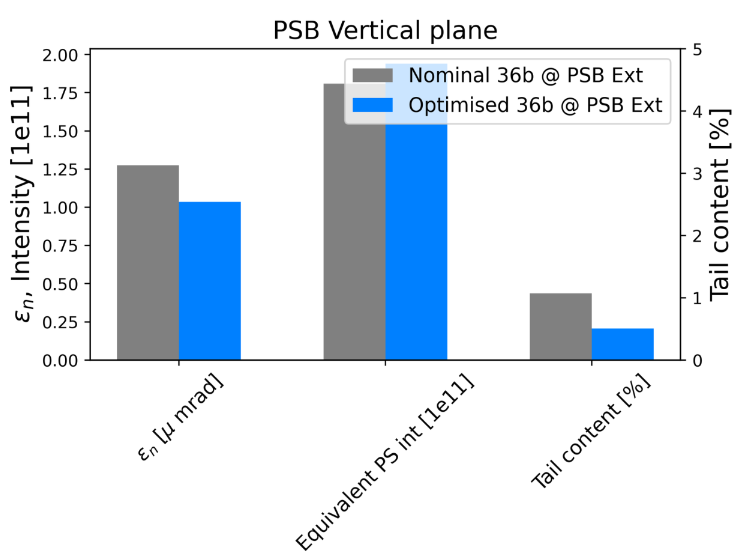 PSB Vertical plane
Nominal 36b @ PSB Ext
Optimised 36b @ PSB Ext
εn, Intensity [1e11]
2.00
1.75
1.50
1.25
1.00
0.75
0.50
0.25
0.00
Tail content [%]
5
4
3
2
1
0
εn [μ mrad]
Equivalent PS int [1e11]
Tail content [%]